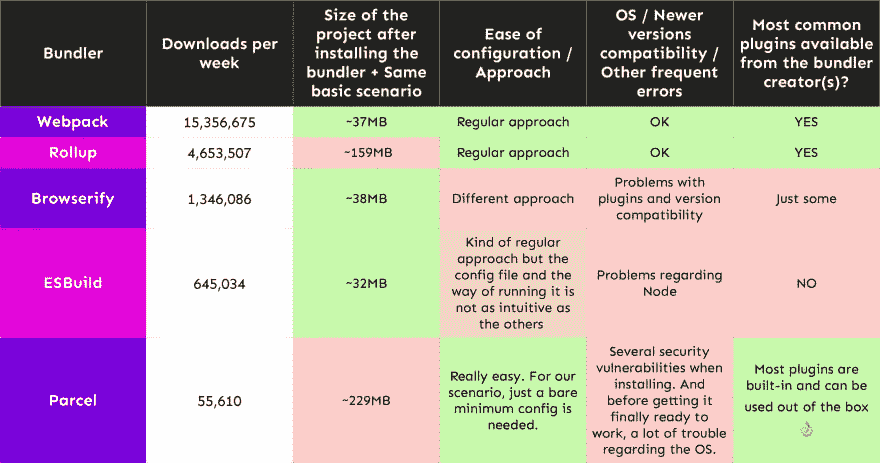 Bundler
Downloads per
week
Size of the
project after
installing the
bundler + Same
basic scenario
Ease of
configuration /
Approach
OS / Newer
versions
compatibility /
Other frequent
errors
Most common
plugins available
from the bundler
creator(s)?
Webpack
15,356,675
~37MB
Regular approach
OK
YES
Rollup
4,653,507
~159MB
Regular approach
OK
YES
Browserify
1,346,086
~38MB
Different approach
Problems with
plugins and version
compatibility
Just some
ESBuild
645,034
~32MB
Kind of regular
approach but the
config file and the
way of running it is
not as intuitive as
the others
Problems regarding
Node
NO
Parcel
55,610
~229MB
Really easy. For our
scenario, just a bare
minimum config is
needed.
Several security
vulnerabilities when
installing. And
before getting it
finally ready to
work, a lot of trouble
regarding the OS.
Most plugins are
built-in and can be
used out of the box